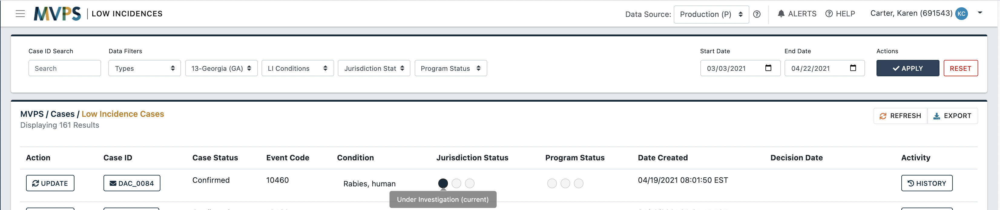 MVPS | LOW INCIDENCES
Data Source: Production (P)
ALERTS
HELP
Carter, Karen (691543) KC
Case ID Search
Data Filters
Start Date
End Date
Actions
Search
Types
13-Georgia (GA)
LI Conditions
Jurisdiction Stat
Program Status
03/03/2021
04/22/2021
APPLY
RESET
MVPS / Cases / Low Incidence Cases
Displaying 161 Results
REFRESH
EXPORT
Action Case ID Case Status Event Code Condition Jurisdiction Status Program Status Date Created Decision Date Activity
UPDATE DAC_0084 Confirmed 10460 Rabies, human 04/19/2021 08:01:50 EST HISTORY
Under Investigation (current)